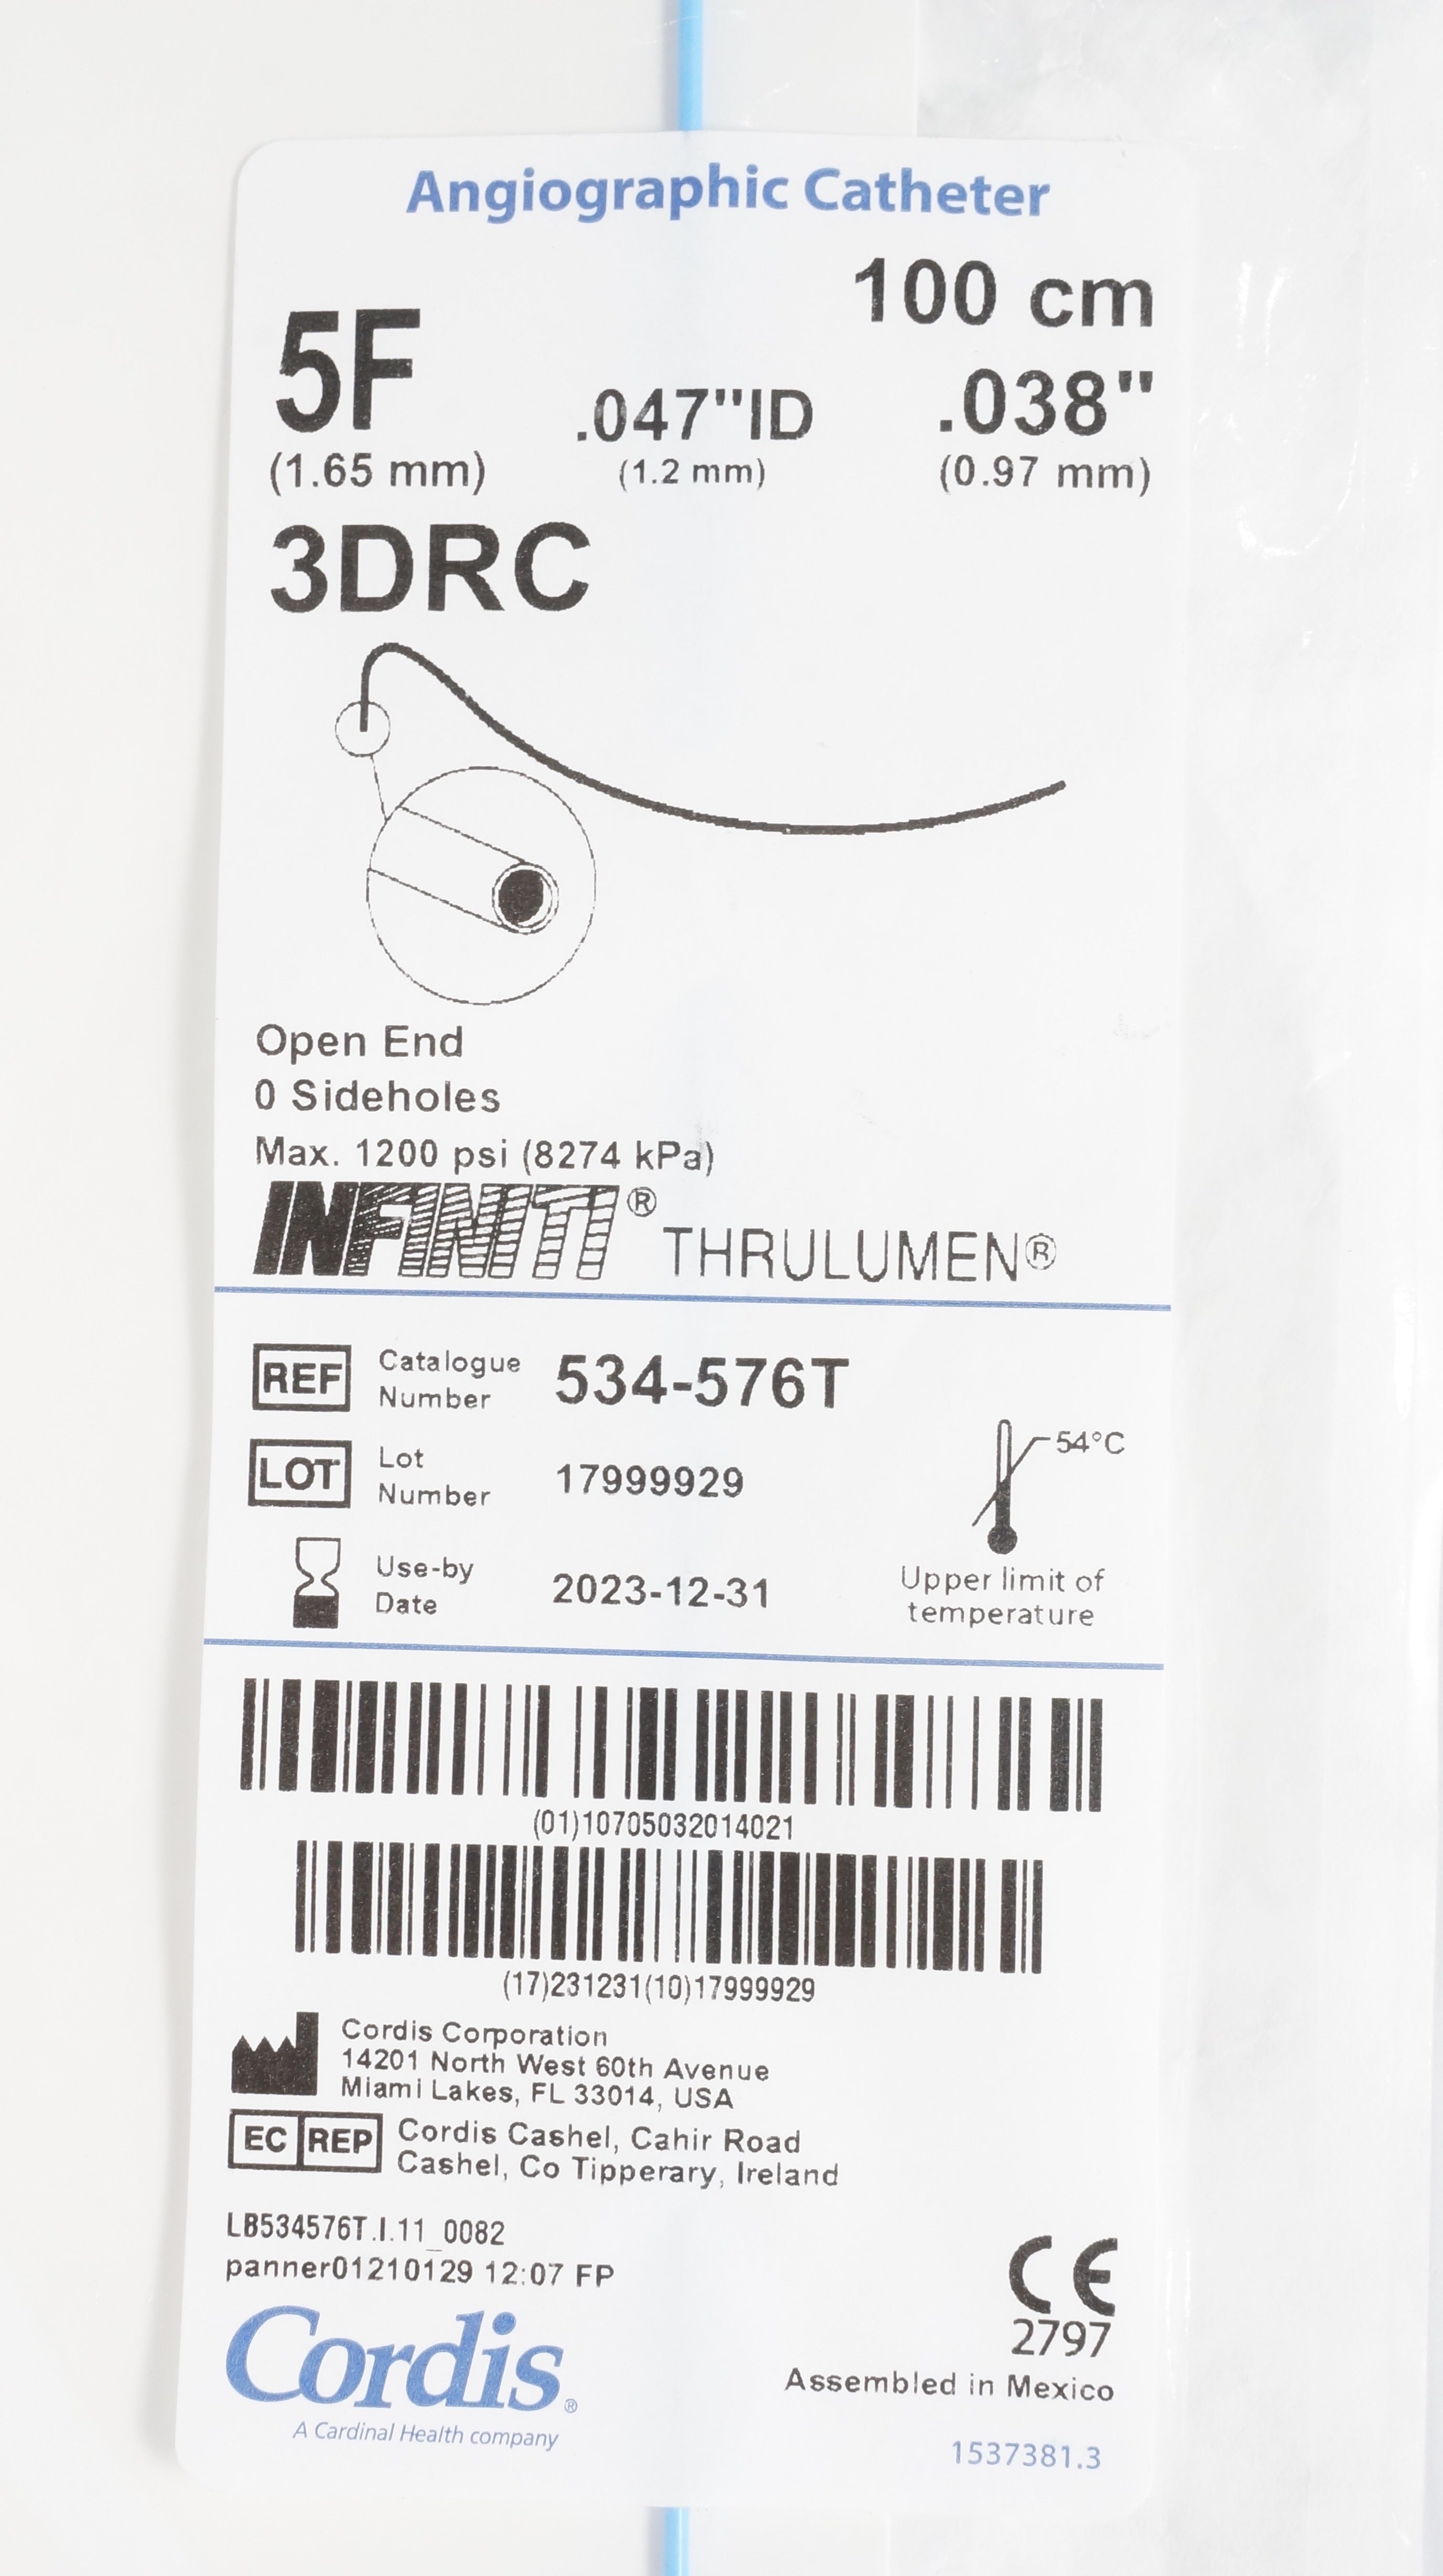 Angiographic Catheter
100 cm
5F .047"ID .038"
(1.65 mm) (1.2 mm) (0.97 mm)
3DRC
Open End
0 Sideholes
Max. 1200 psi (8274 kPa)
INFINITI® THRULUMEN®
REF Catalogue Number 534-576T
LOT Lot Number 17999929
54°C
Use-by Date 2023-12-31
Upper limit of
temperature
(01)10705032014021
(17)231231(10)17999929
Cordis Corporation
14201 North West 60th Avenue
Miami Lakes, FL 33014, USA
EC REP Cordis Cashel, Cahir Road
Cashel, Co Tipperary, Ireland
LB534576T.I.11_0082
panner01210129 12:07 FP
CE
2797
Assembled in Mexico
Cordis®
A Cardinal Health company
1537381.3